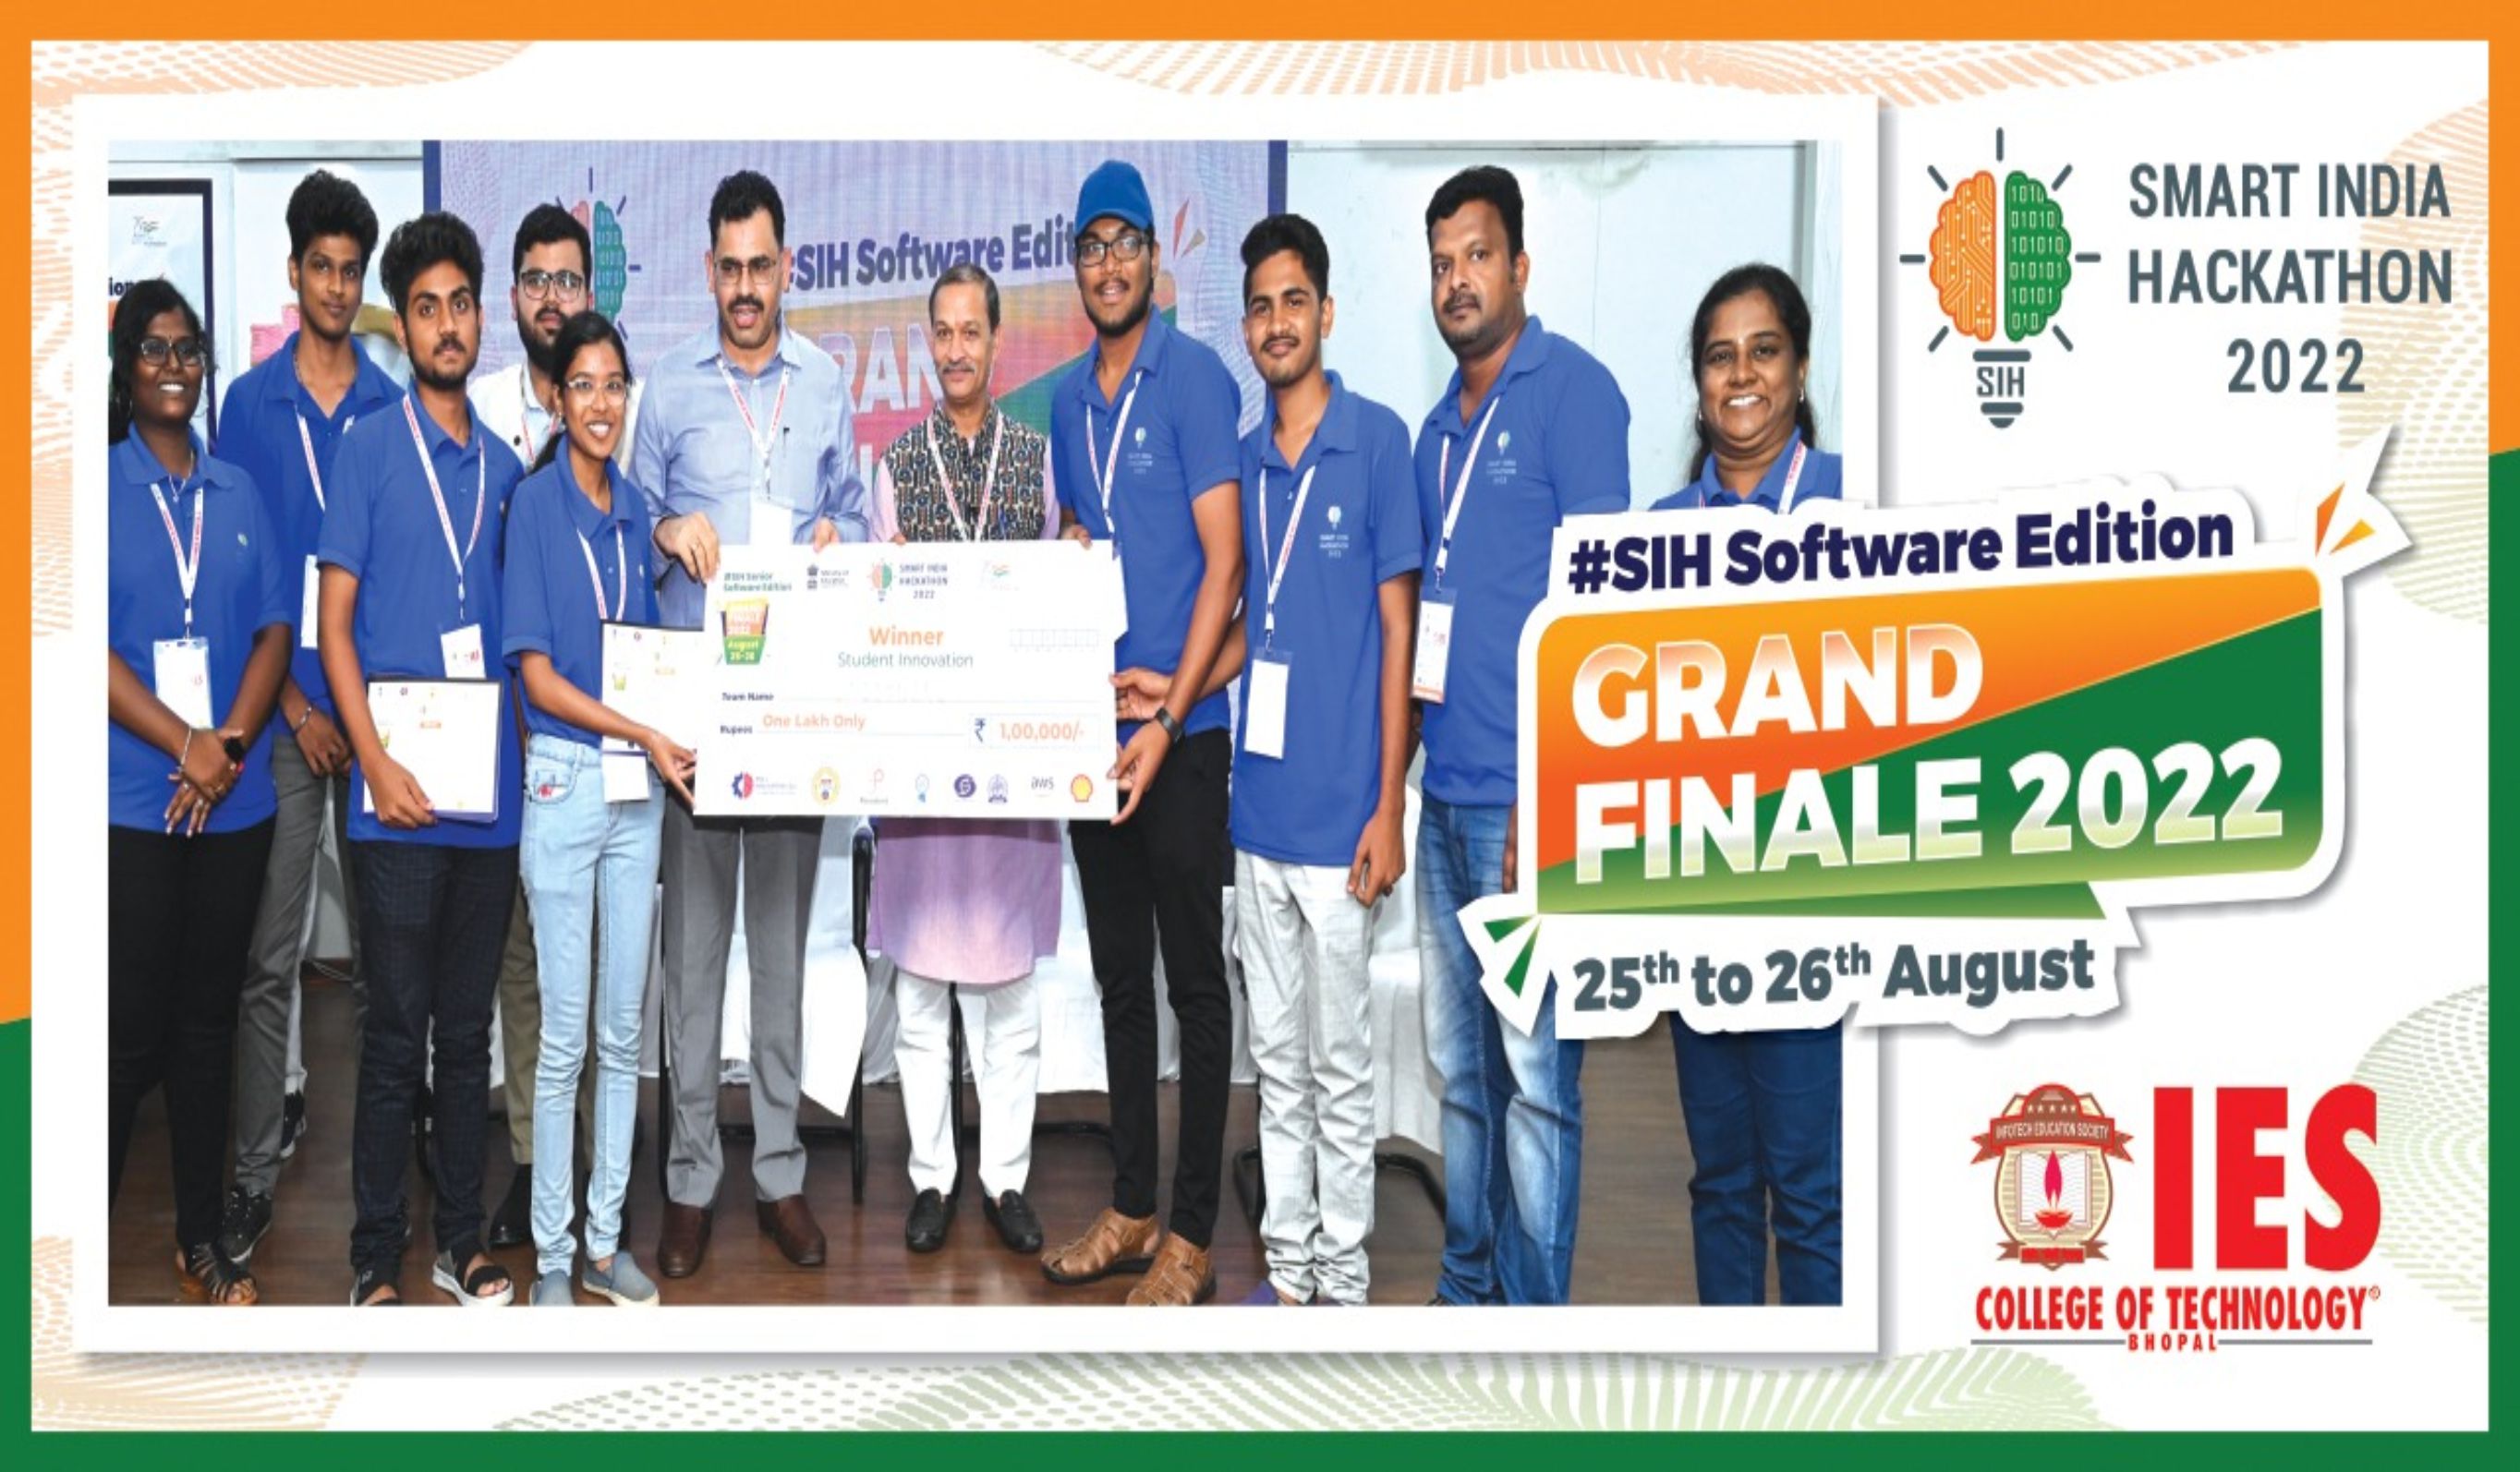 SMART INDIA
HACKATHON
2022
SIH
#SIH Software Edition
GRAND
FINALE 2022
25th to 26th August
INFOTECH EDUCATION SOCIETY
IES
COLLEGE OF TECHNOLOGY®
BHOPAL
#SIH Software Edit
RAN
#SIH Senior
Software Edition
SMART INDIA
HACKATHON
2022
August
Winner
Student Innovation
Team Name
Rupees One Lakh Only
₹ 1,00,000/-
aws